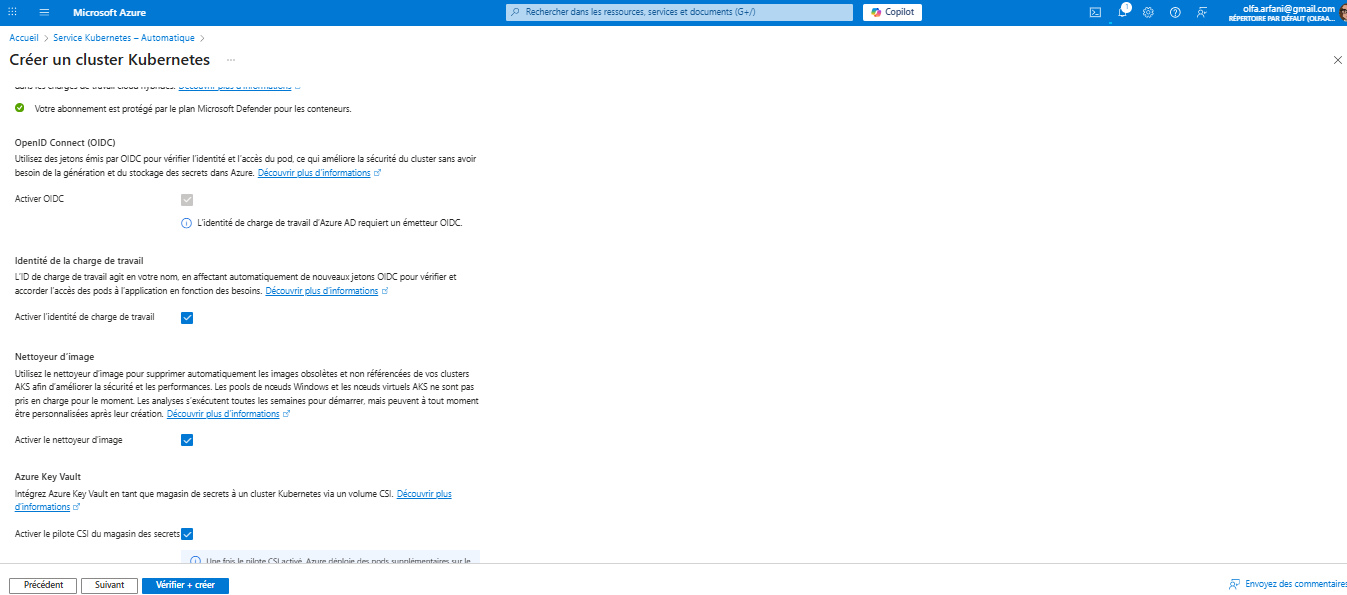 Microsoft Azure
Rechercher dans les ressources, services et documents (G+/)
Copilot
1
olfa.arfani@gmail.com
RÉPERTOIRE PAR DÉFAUT (OLFAA...
Accueil > Service Kubernetes – Automatique >
Créer un cluster Kubernetes ...
dans les charges de travail cloud hybrides. Découvrir plus d'informations
Votre abonnement est protégé par le plan Microsoft Defender pour les conteneurs.
OpenID Connect (OIDC)
Utilisez des jetons émis par OIDC pour vérifier l'identité et l'accès du pod, ce qui améliore la sécurité du cluster sans avoir
besoin de la génération et du stockage des secrets dans Azure. Découvrir plus d'informations
Activer OIDC
L'identité de charge de travail d'Azure AD requiert un émetteur OIDC.
Identité de la charge de travail
L'ID de charge de travail agit en votre nom, en affectant automatiquement de nouveaux jetons OIDC pour vérifier et
accorder l'accès des pods à l'application en fonction des besoins. Découvrir plus d'informations
Activer l'identité de charge de travail
Nettoyeur d'image
Utilisez le nettoyeur d'image pour supprimer automatiquement les images obsolètes et non référencées de vos clusters
AKS afin d'améliorer la sécurité et les performances. Les pools de nœuds Windows et les nœuds virtuels AKS ne sont pas
pris en charge pour le moment. Les analyses s'exécutent toutes les semaines pour démarrer, mais peuvent à tout moment
être personnalisées après leur création. Découvrir plus d'informations
Activer le nettoyeur d'image
Azure Key Vault
Intégrez Azure Key Vault en tant que magasin de secrets à un cluster Kubernetes via un volume CSI. Découvrir plus
d'informations
Activer le pilote CSI du magasin des secrets
Une fois le pilote CSI activé, Azure déploie des pods supplémentaires sur le
Précédent
Suivant
Vérifier + créer
Envoyez des commentaires